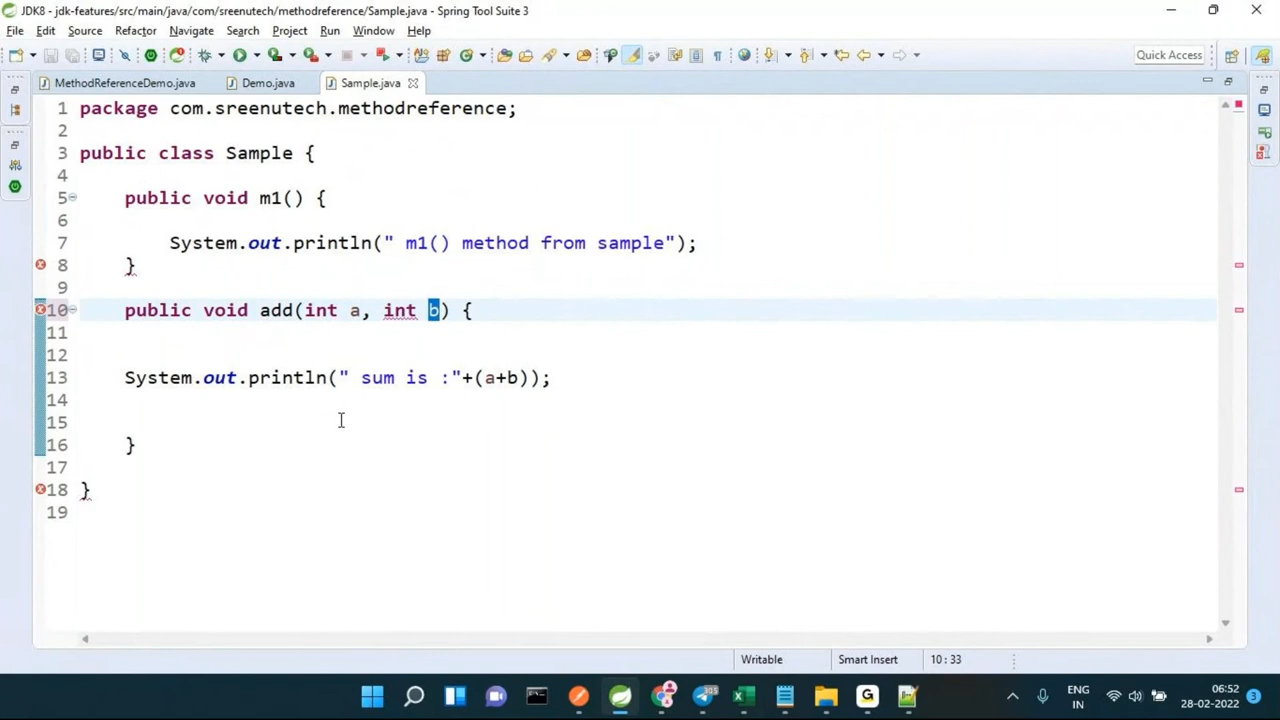 JDK8 - jdk-features/src/main/java/com/sreenutech/methodreference/Sample.java - Spring Tool Suite 3
File Edit Source Refactor Navigate Search Project Run Window Help
Quick Access
MethodReferenceDemo.java Demo.java Sample.java
1 package com.sreenutech.methodreference;
2
3 public class Sample {
4
5 public void m1() {
6
7 System.out.println(" m1() method from sample");
8 }
9
10 public void add(int a, int b) {
11
12
13 System.out.println(" sum is :"+(a+b));
14
15
16 }
17
18 }
19
Writable Smart Insert 10 : 33
ENG
IN
06:52
28-02-2022
3